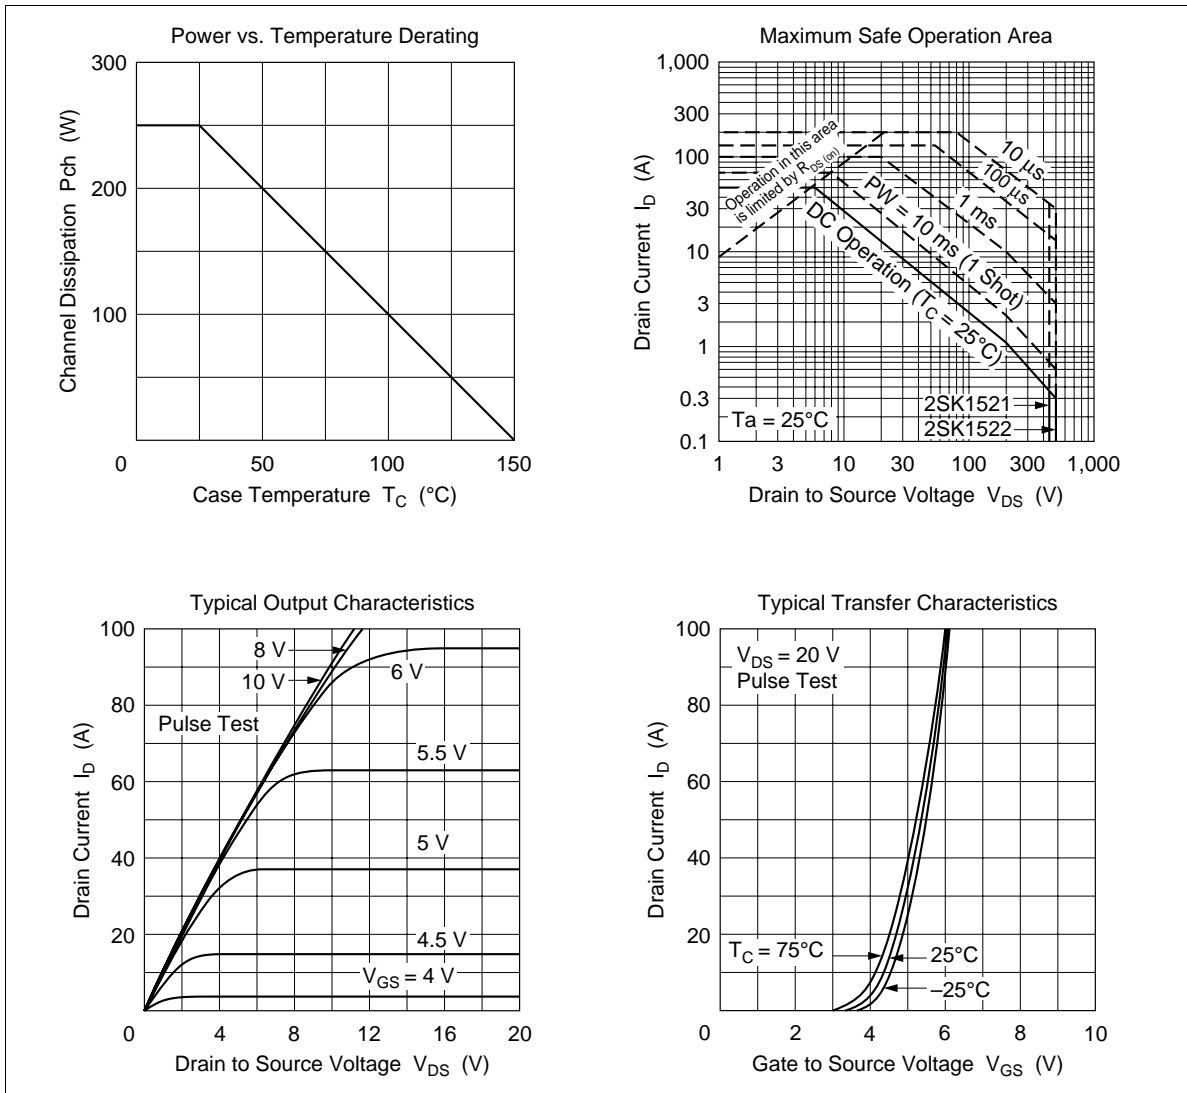 Power vs. Temperature Derating
300
200
100
0
50
100
150
Channel Dissipation Pch (W)
Case Temperature T_C (°C)
Maximum Safe Operation Area
1,000
300
100
30
10
3
1
0.3
0.1
1
3
10
30
100
300
1,000
Drain Current I_D (A)
Drain to Source Voltage V_DS (V)
Operation in this area
is limited by R_DS (on)
10 µs
100 µs
1 ms
PW = 10 ms (1 Shot)
DC Operation (T_C = 25°C)
Ta = 25°C
2SK1521
2SK1522
Typical Output Characteristics
100
80
60
40
20
0
4
8
12
16
20
Drain Current I_D (A)
Drain to Source Voltage V_DS (V)
8 V
10 V
6 V
Pulse Test
5.5 V
5 V
4.5 V
V_GS = 4 V
Typical Transfer Characteristics
100
80
60
40
20
0
2
4
6
8
10
Drain Current I_D (A)
Gate to Source Voltage V_GS (V)
V_DS = 20 V
Pulse Test
T_C = 75°C
25°C
–25°C